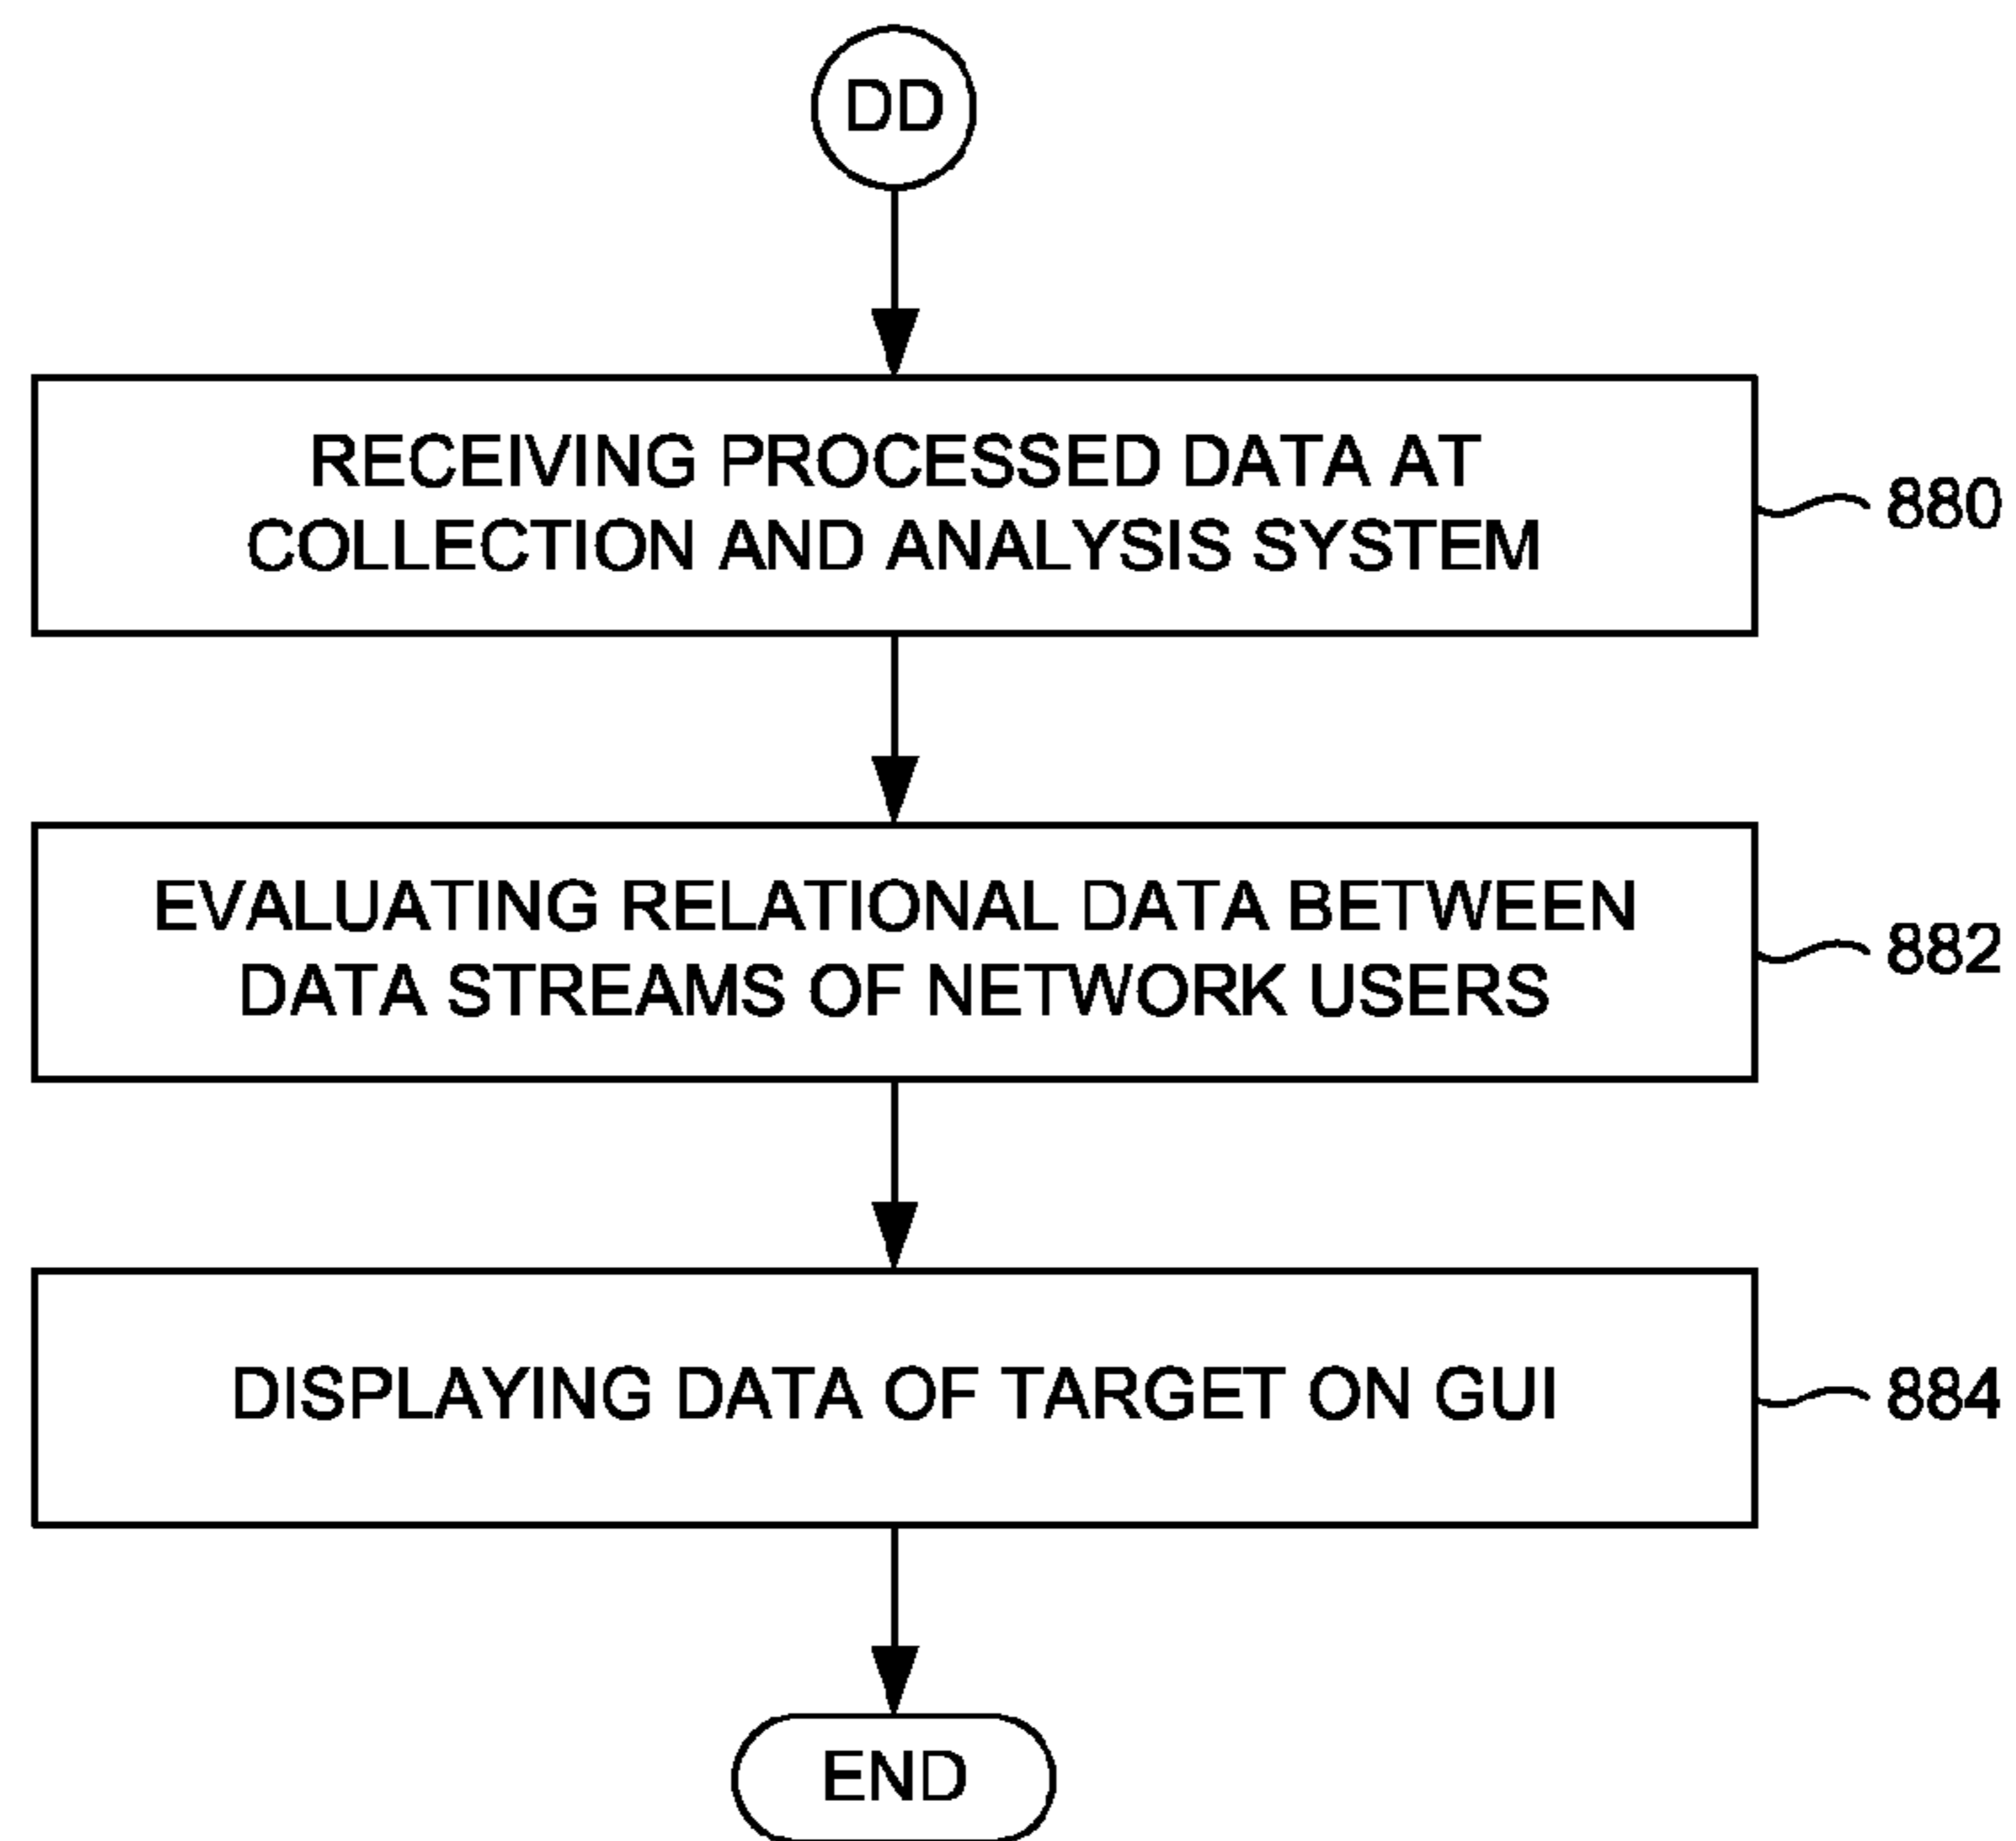 DD
RECEIVING PROCESSED DATA AT
COLLECTION AND ANALYSIS SYSTEM
880
EVALUATING RELATIONAL DATA BETWEEN
DATA STREAMS OF NETWORK USERS
882
DISPLAYING DATA OF TARGET ON GUI
884
END